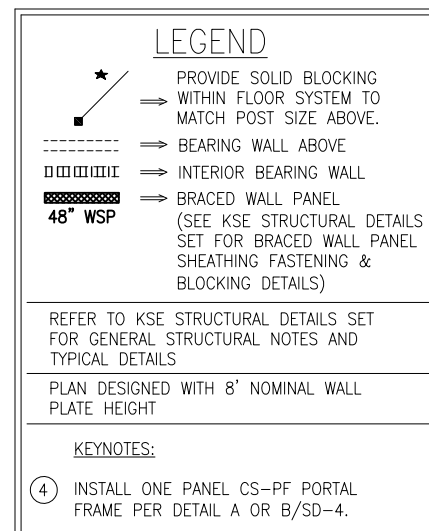 LEGEND
PROVIDE SOLID BLOCKING
WITHIN FLOOR SYSTEM TO
MATCH POST SIZE ABOVE.
BEARING WALL ABOVE
INTERIOR BEARING WALL
BRACED WALL PANEL
48" WSP
(SEE KSE STRUCTURAL DETAILS
SET FOR BRACED WALL PANEL
SHEATHING FASTENING &
BLOCKING DETAILS)
REFER TO KSE STRUCTURAL DETAILS SET
FOR GENERAL STRUCTURAL NOTES AND
TYPICAL DETAILS
PLAN DESIGNED WITH 8' NOMINAL WALL
PLATE HEIGHT
KEYNOTES:
4 INSTALL ONE PANEL CS-PF PORTAL
FRAME PER DETAIL A OR B/SD-4.